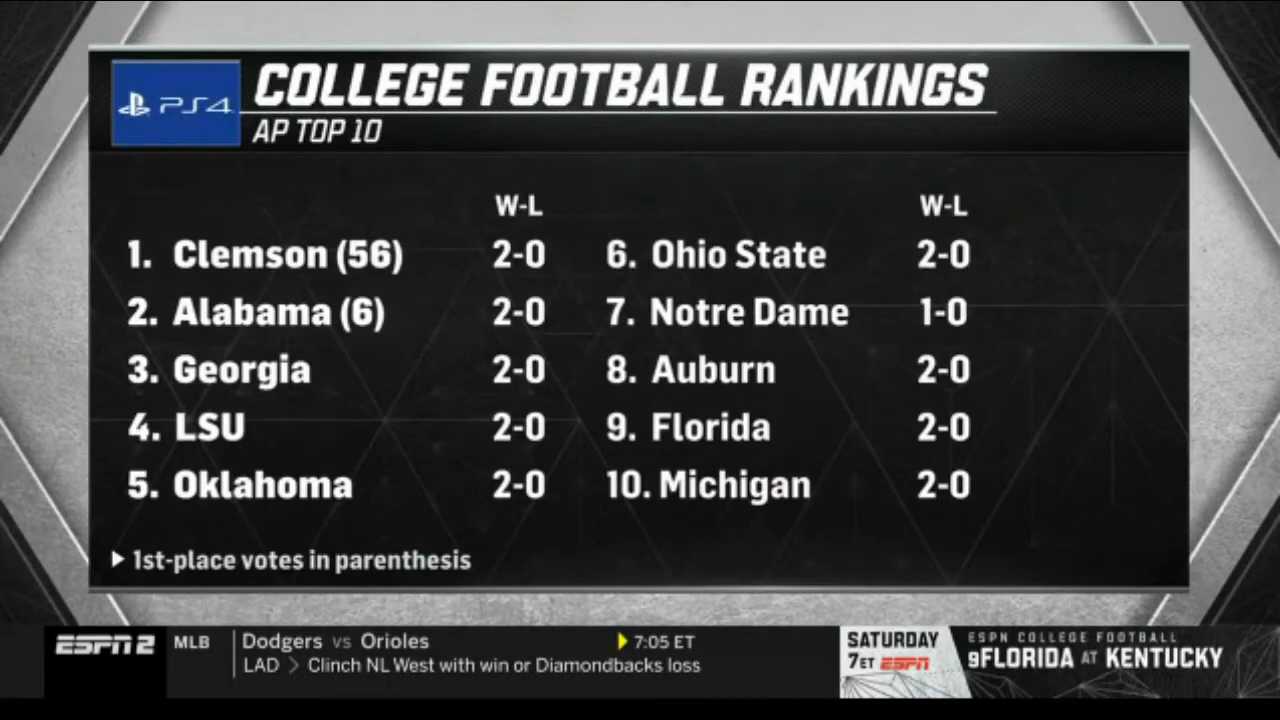 PS4
COLLEGE FOOTBALL RANKINGS
AP TOP 10
W-L
W-L
1. Clemson (56) 2-0
6. Ohio State 2-0
2. Alabama (6) 2-0
7. Notre Dame 1-0
3. Georgia 2-0
8. Auburn 2-0
4. LSU 2-0
9. Florida 2-0
5. Oklahoma 2-0
10. Michigan 2-0
1st-place votes in parenthesis
ESPN2
MLB
Dodgers vs Orioles 7:05 ET
LAD > Clinch NL West with win or Diamondbacks loss
SATURDAY
7ET ESPN
ESPN COLLEGE FOOTBALL
9FLORIDA AT KENTUCKY